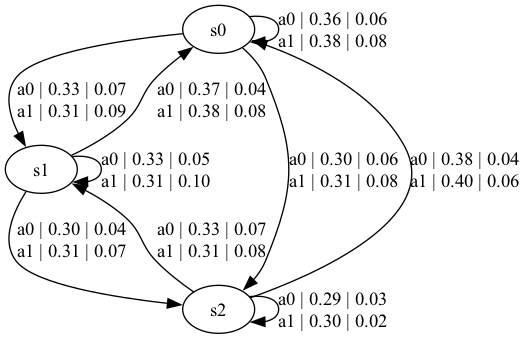 s0
a0 | 0.36 | 0.06
a1 | 0.38 | 0.08
a0 | 0.33 | 0.07
a1 | 0.31 | 0.09
a0 | 0.37 | 0.04
a1 | 0.38 | 0.08
s1
a0 | 0.33 | 0.05
a1 | 0.31 | 0.10
a0 | 0.30 | 0.06
a1 | 0.31 | 0.08
a0 | 0.38 | 0.04
a1 | 0.40 | 0.06
a0 | 0.30 | 0.04
a1 | 0.31 | 0.07
a0 | 0.33 | 0.07
a1 | 0.31 | 0.08
s2
a0 | 0.29 | 0.03
a1 | 0.30 | 0.02